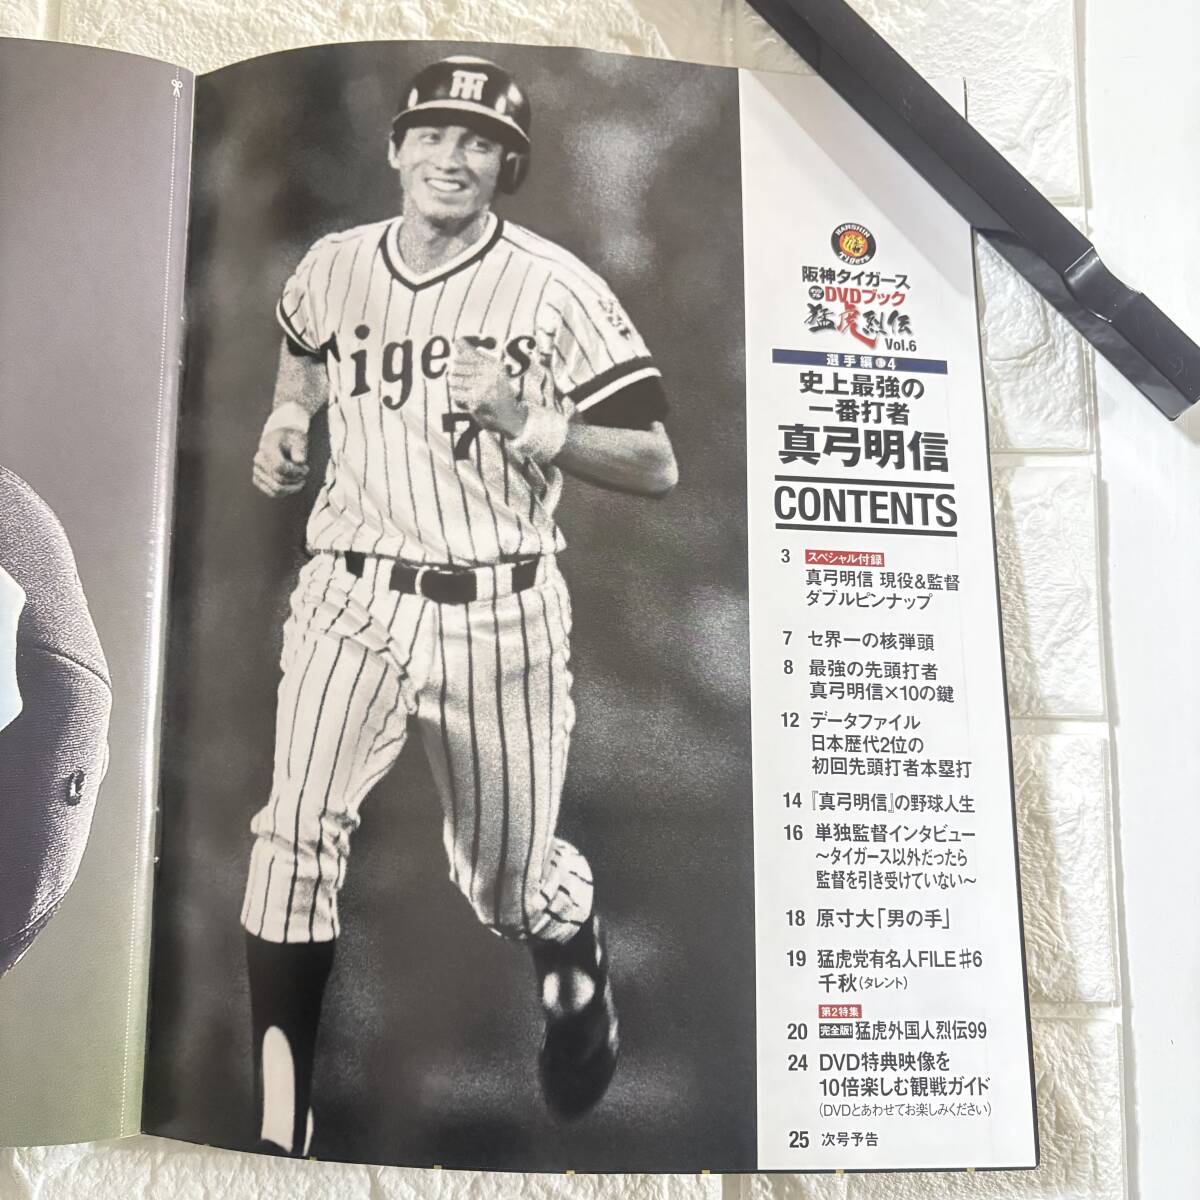 HT
Tigers
7
HANSHIN
Tigers
阪神タイガース
オリジナル DVDブック
猛虎烈伝
Vol.6
選手編 4
史上最強の
一番打者
真弓明信
CONTENTS
3 スペシャル付録
真弓明信 現役&監督
ダブルピンナップ
7 世界一の核弾頭
8 最強の先頭打者
真弓明信×10の鍵
12 データファイル
日本歴代2位の
初回先頭打者本塁打
14 『真弓明信』の野球人生
16 単独監督インタビュー
~タイガース以外だったら
監督を引き受けていない~
18 原寸大「男の手」
19 猛虎党有名人FILE♯6
千秋(タレント)
第2特集
20 完全版!猛虎外国人烈伝99
24 DVD特典映像を
10倍楽しむ観戦ガイド
(DVDとあわせてお楽しみください)
25 次号予告